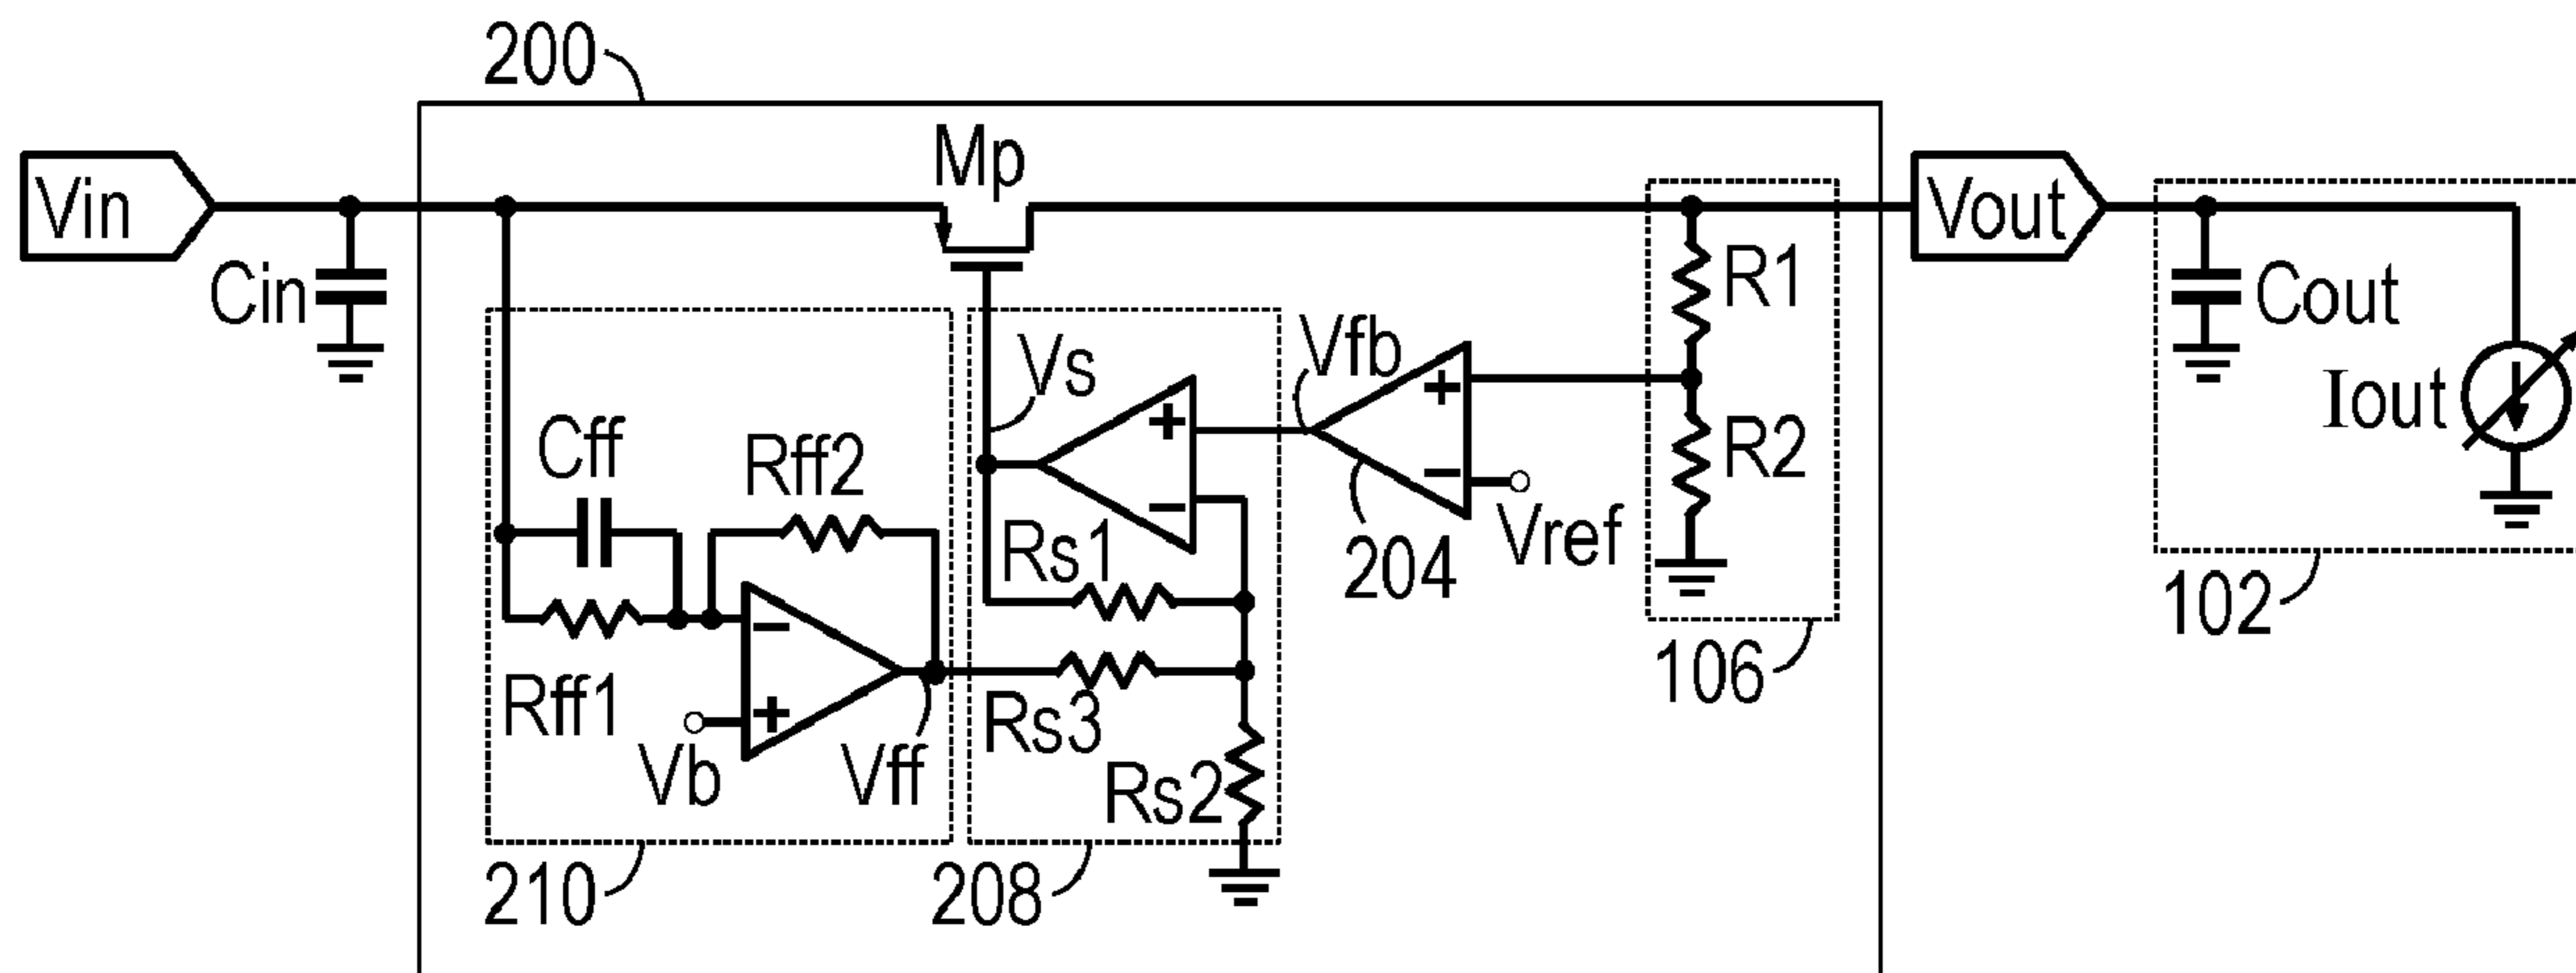 200
Mp
Vin
Vout
Cin
R1
Cout
Vs
Vfb
Iout
Cff
Rff2
R2
Rs1
204
Vref
102
Rff1
Rs3
106
Vb
Vff
Rs2
210
208